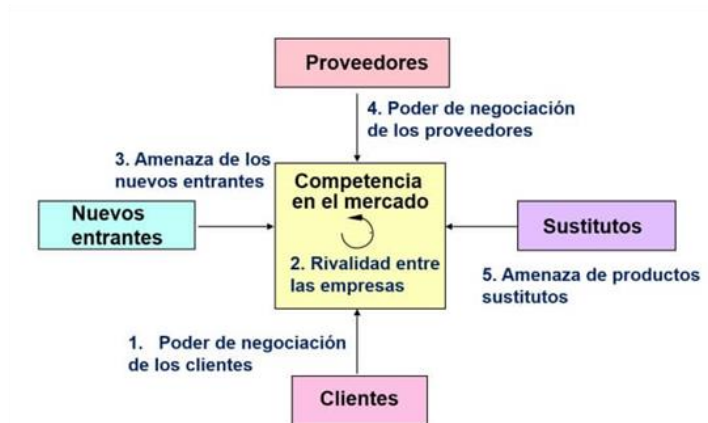 Proveedores
4. Poder de negociación
de los proveedores
3. Amenaza de los
nuevos entrantes
Competencia
en el mercado
Nuevos
entrantes
2. Rivalidad entre
las empresas
Sustitutos
5. Amenaza de productos
sustitutos
1. Poder de negociación
de los clientes
Clientes